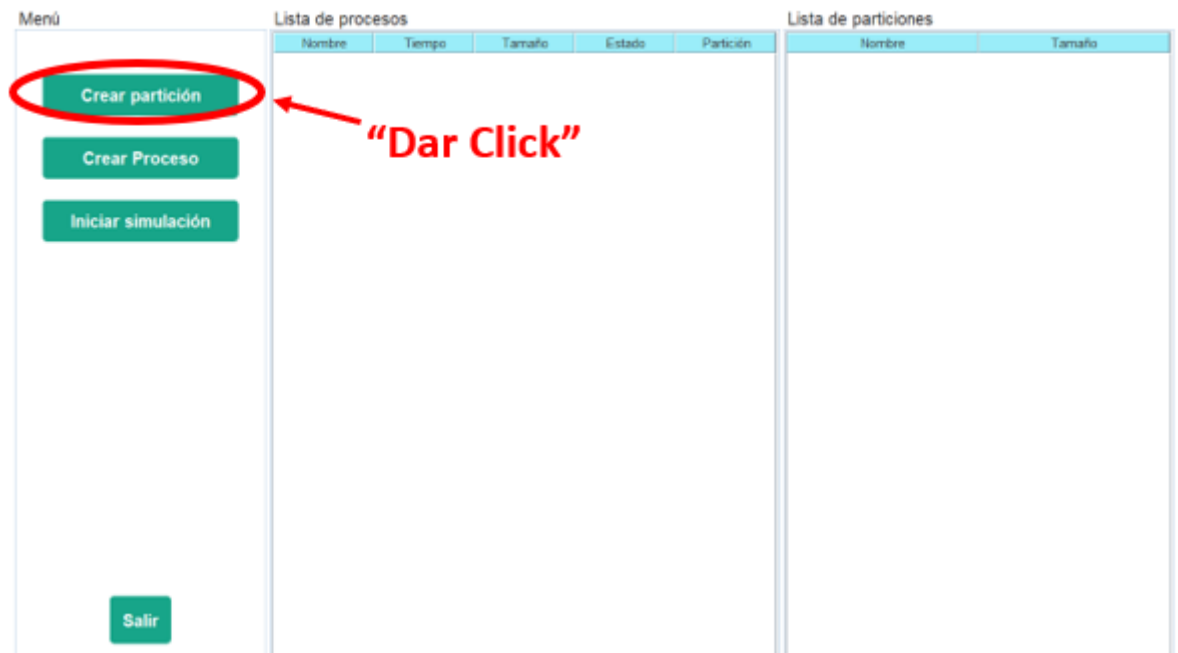 Menú
Lista de procesos
Lista de particiones
Nombre Tiempo Tamaño Estado Partición
Nombre Tamaño
Crear partición
“Dar Click”
Crear Proceso
Iniciar simulación
Salir